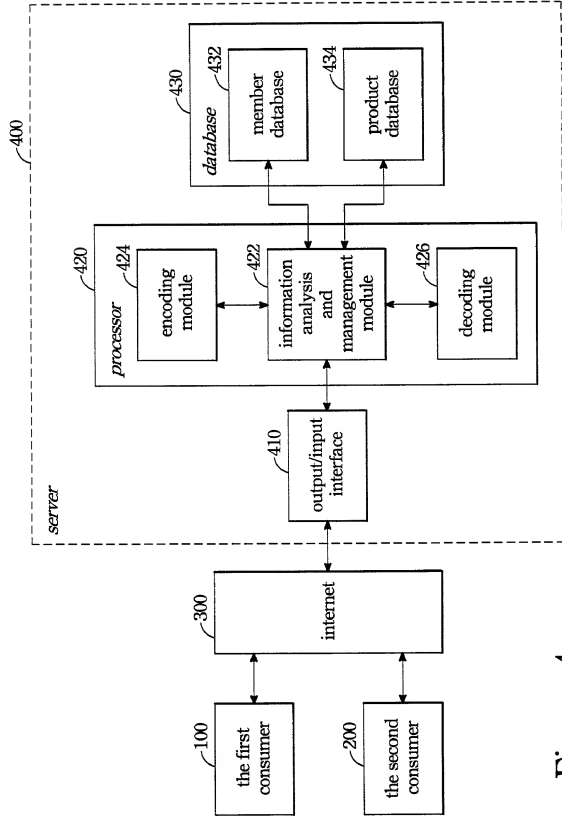 400
server
100
the first
consumer
200
the second
consumer
300
internet
410
output/input
interface
420
processor
424
encoding
module
422
information
analysis
and
management
module
426
decoding
module
430
database
432
member
database
434
product
database